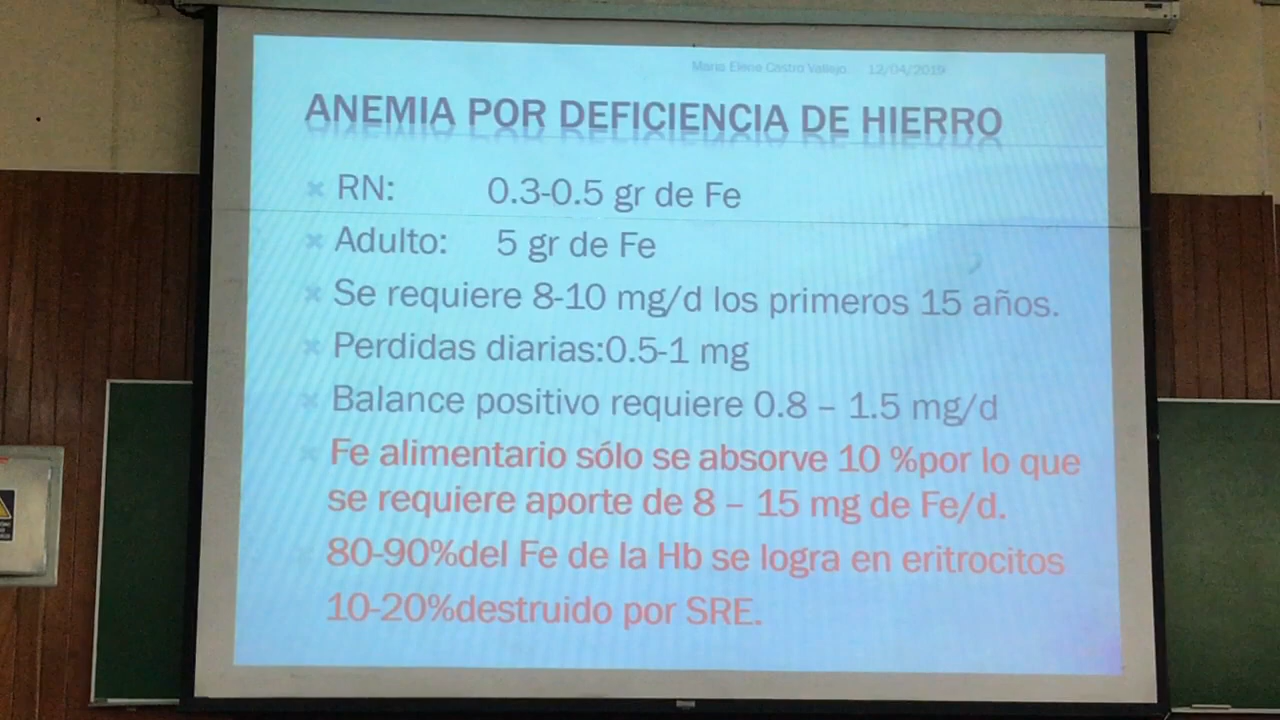 Maria Elena Castro Vallejo 12/04/2019
ANEMIA POR DEFICIENCIA DE HIERRO
RN: 0.3-0.5 gr de Fe
Adulto: 5 gr de Fe
Se requiere 8-10 mg/d los primeros 15 años.
Perdidas diarias:0.5-1 mg
Balance positivo requiere 0.8 – 1.5 mg/d
Fe alimentario sólo se absorve 10 %por lo que
se requiere aporte de 8 – 15 mg de Fe/d.
80-90%del Fe de la Hb se logra en eritrocitos
10-20%destruido por SRE.